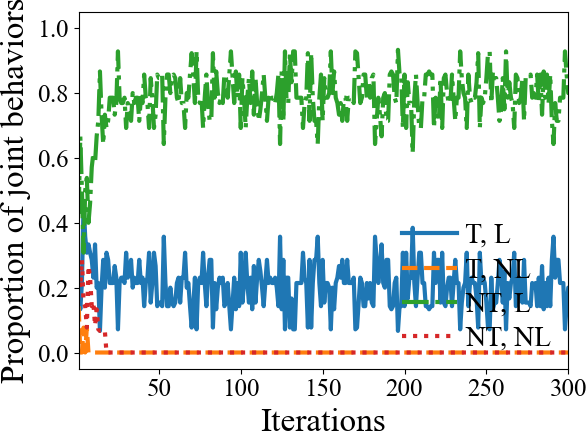 Proportion of joint behaviors
1.0
0.8
0.6
0.4
0.2
0.0
T, L
T, NL
NT, L
NT, NL
50
100
150
200
250
300
Iterations